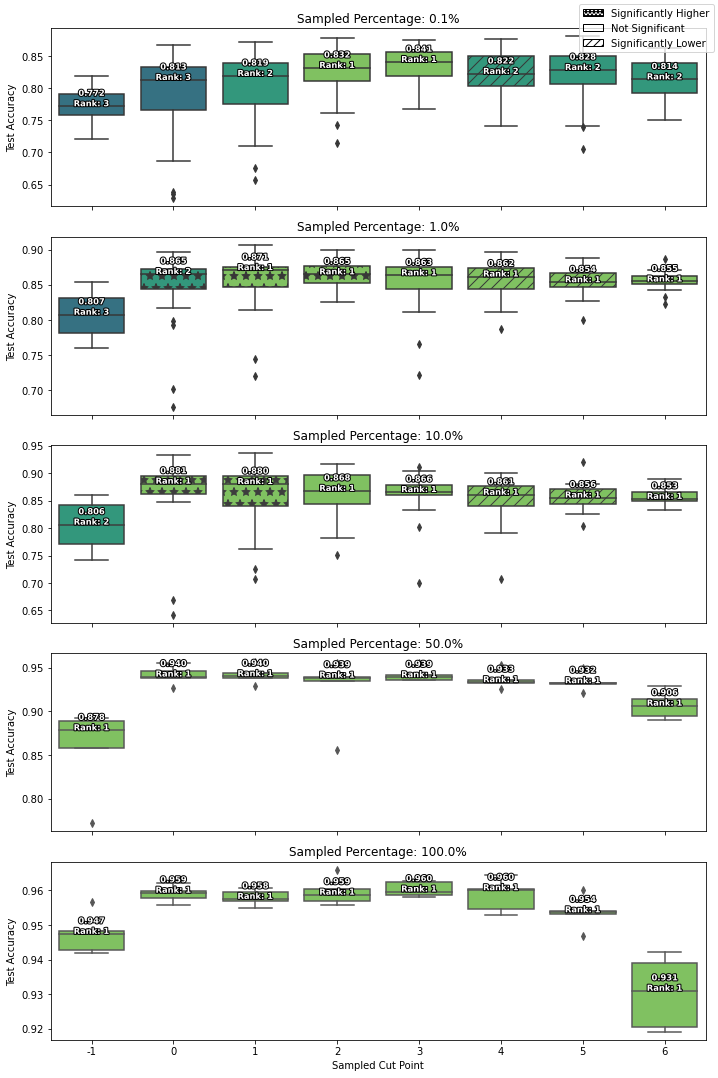 Significantly Higher
Not Significant
Significantly Lower
Sampled Percentage: 0.1%
Test Accuracy
0.85
0.80
0.75
0.70
0.65
0.772
Rank: 3
0.813
Rank: 3
0.819
Rank: 2
0.832
Rank: 1
0.841
Rank: 1
0.822
Rank: 2
0.828
Rank: 2
0.814
Rank: 2
Sampled Percentage: 1.0%
Test Accuracy
0.90
0.85
0.80
0.75
0.70
0.807
Rank: 3
0.865
Rank: 2
0.871
Rank: 1
0.865
Rank: 1
0.863
Rank: 1
0.862
Rank: 1
0.854
Rank: 1
0.855
Rank: 1
Sampled Percentage: 10.0%
Test Accuracy
0.95
0.90
0.85
0.80
0.75
0.70
0.65
0.806
Rank: 2
0.881
Rank: 1
0.880
Rank: 1
0.868
Rank: 1
0.866
Rank: 1
0.861
Rank: 1
0.856
Rank: 1
0.853
Rank: 1
Sampled Percentage: 50.0%
Test Accuracy
0.95
0.90
0.85
0.80
0.878
Rank: 1
0.940
Rank: 1
0.940
Rank: 1
0.939
Rank: 1
0.939
Rank: 1
0.933
Rank: 1
0.932
Rank: 1
0.906
Rank: 1
Sampled Percentage: 100.0%
Test Accuracy
0.96
0.95
0.94
0.93
0.92
0.947
Rank: 1
0.959
Rank: 1
0.958
Rank: 1
0.959
Rank: 1
0.960
Rank: 1
0.960
Rank: 1
0.954
Rank: 1
0.931
Rank: 1
-1 0 1 2 3 4 5 6
Sampled Cut Point